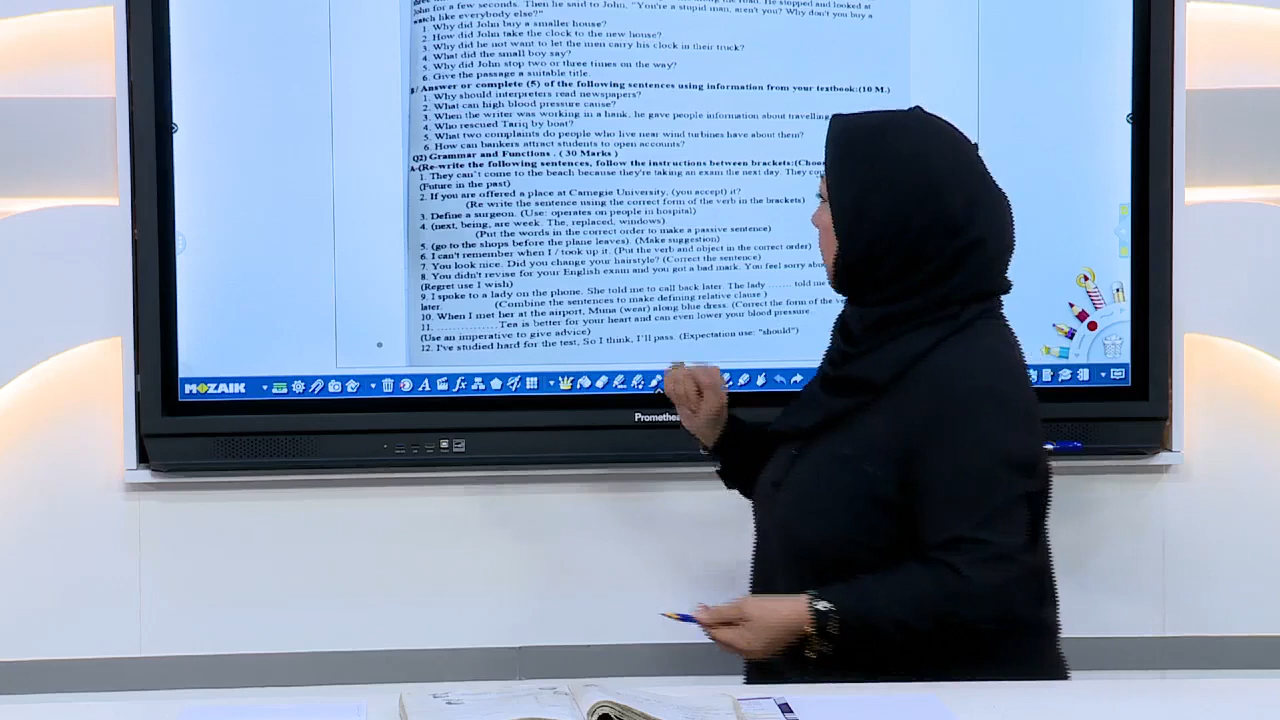 John for a few seconds. Then he said to John, "You're a stupid man, aren't you? Why don't you buy a
watch like everybody else?"
1. Why did John buy a smaller house?
2. How did John take the clock to the new house?
3. Why did he not want to let the men carry his clock in their truck?
4. What did the small boy say?
5. Why did John stop two or three times on the way?
6. Give the passage a suitable title.
B/ Answer or complete (5) of the following sentences using information from your textbook:(10 M.)
1. Why should interpreters read newspapers?
2. What can high blood pressure cause?
3. When the writer was working in a bank, he gave people information about travelling
4. Who rescued Tariq by boat?
5. What two complaints do people who live near wind turbines have about them?
6. How can bankers attract students to open accounts?
Q2) Grammar and Functions . ( 30 Marks )
A-(Re-write the following sentences, follow the instructions between brackets:(Choo
1. They can't come to the beach because they're taking an exam the next day. They cou
(Future in the past)
2. If you are offered a place at Carnegie University, (you accept) it?
(Re write the sentence using the correct form of the verb in the brackets)
3. Define a surgeon. (Use: operates on people in hospital)
4. (next, being, are week. The, replaced, windows)
(Put the words in the correct order to make a passive sentence)
5. (go to the shops before the plane leaves). (Make suggestion)
6. I can't remember when I / took up it. (Put the verb and object in the correct order)
7. You look nice. Did you change your hairstyle? (Correct the sentence)
8. You didn't revise for your English exam and you got a bad mark. You feel sorry abou
(Regret use I wish)
9. I spoke to a lady on the phone. She told me to call back later. The lady ........ told me
later. (Combine the sentences to make defining relative clause )
10. When I met her at the airport, Muna (wear) along blue dress. (Correct the form of the ve
11. ................ Tea is better for your heart and can even lower your blood pressure.
(Use an imperative to give advice)
12. I've studied hard for the test, So I think, I'll pass. (Expectation use: "should")
MOZAIK
Promethea